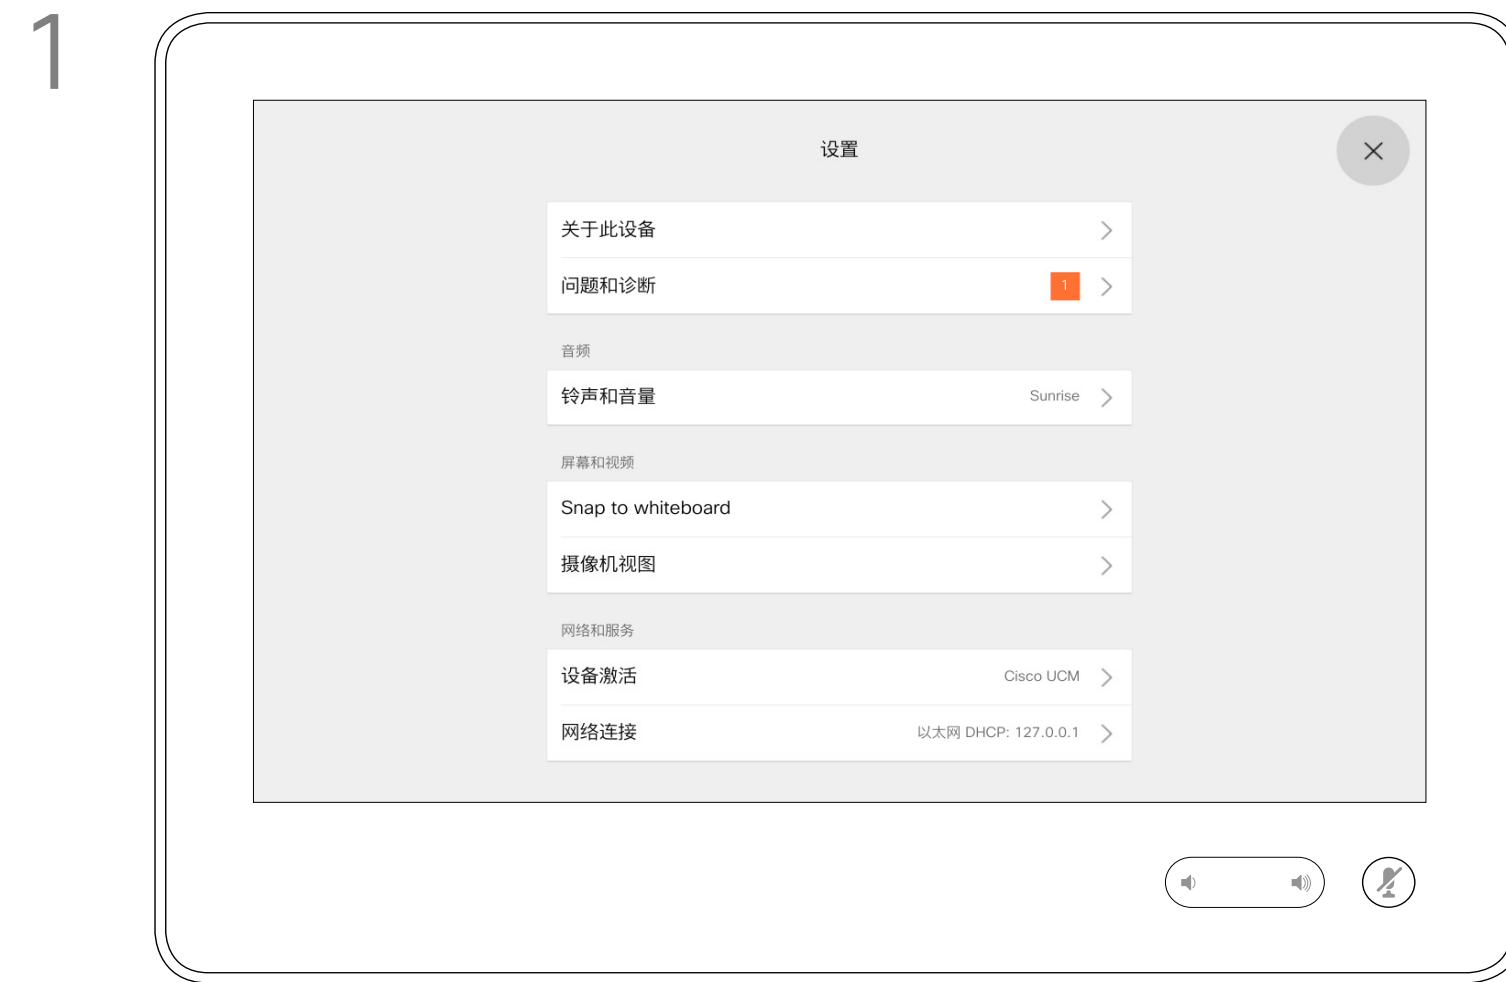 1
设置
关于此设备
问题和诊断 1
音频
铃声和音量 Sunrise
屏幕和视频
Snap to whiteboard
摄像机视图
网络和服务
设备激活 Cisco UCM
网络连接 以太网 DHCP: 127.0.0.1